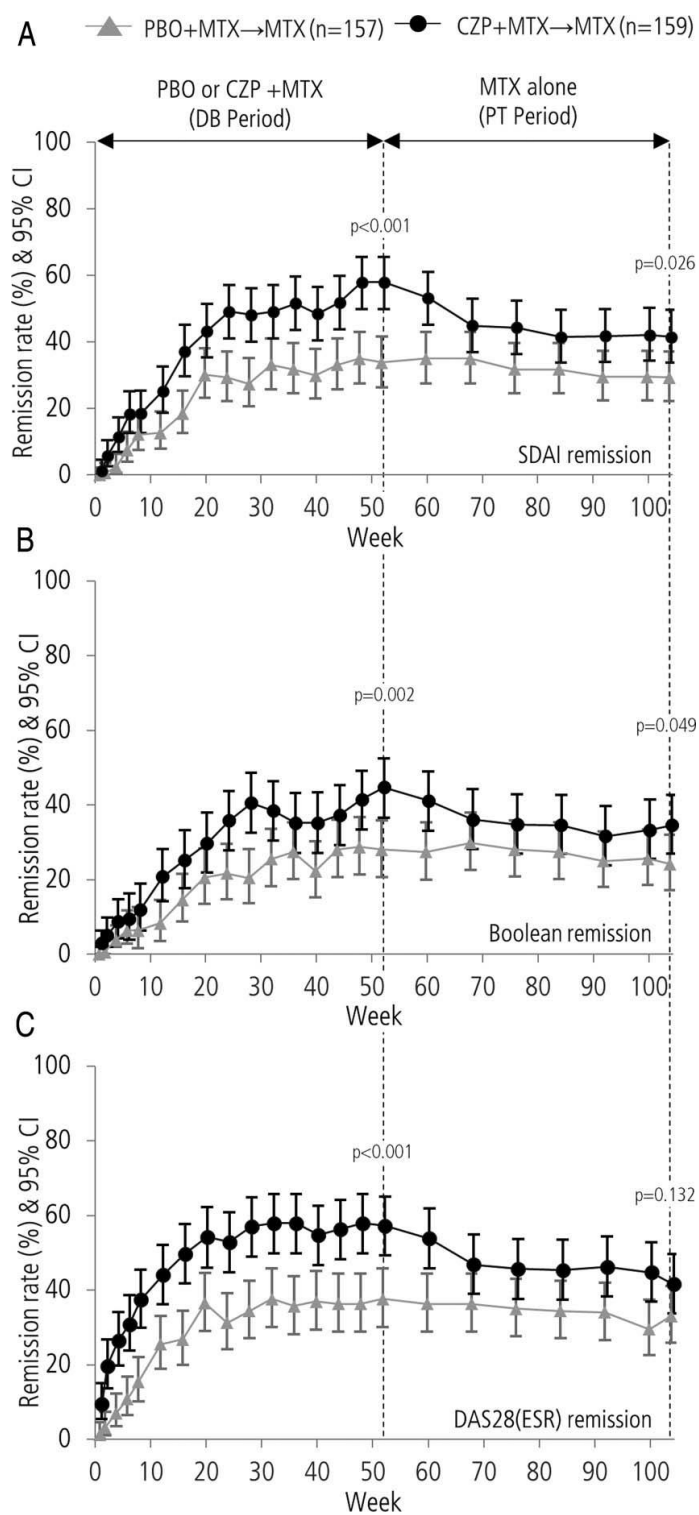 A
PBO+MTX→MTX (n=157)
CZP+MTX→MTX (n=159)
PBO or CZP +MTX
(DB Period)
MTX alone
(PT Period)
Remission rate (%) & 95% CI
100
80
60
40
20
0
p<0.001
p=0.026
SDAI remission
0 10 20 30 40 50 60 70 80 90 100
Week
B
Remission rate (%) & 95% CI
100
80
60
40
20
0
p=0.002
p=0.049
Boolean remission
0 10 20 30 40 50 60 70 80 90 100
Week
C
Remission rate (%) & 95% CI
100
80
60
40
20
0
p<0.001
p=0.132
DAS28(ESR) remission
0 10 20 30 40 50 60 70 80 90 100
Week